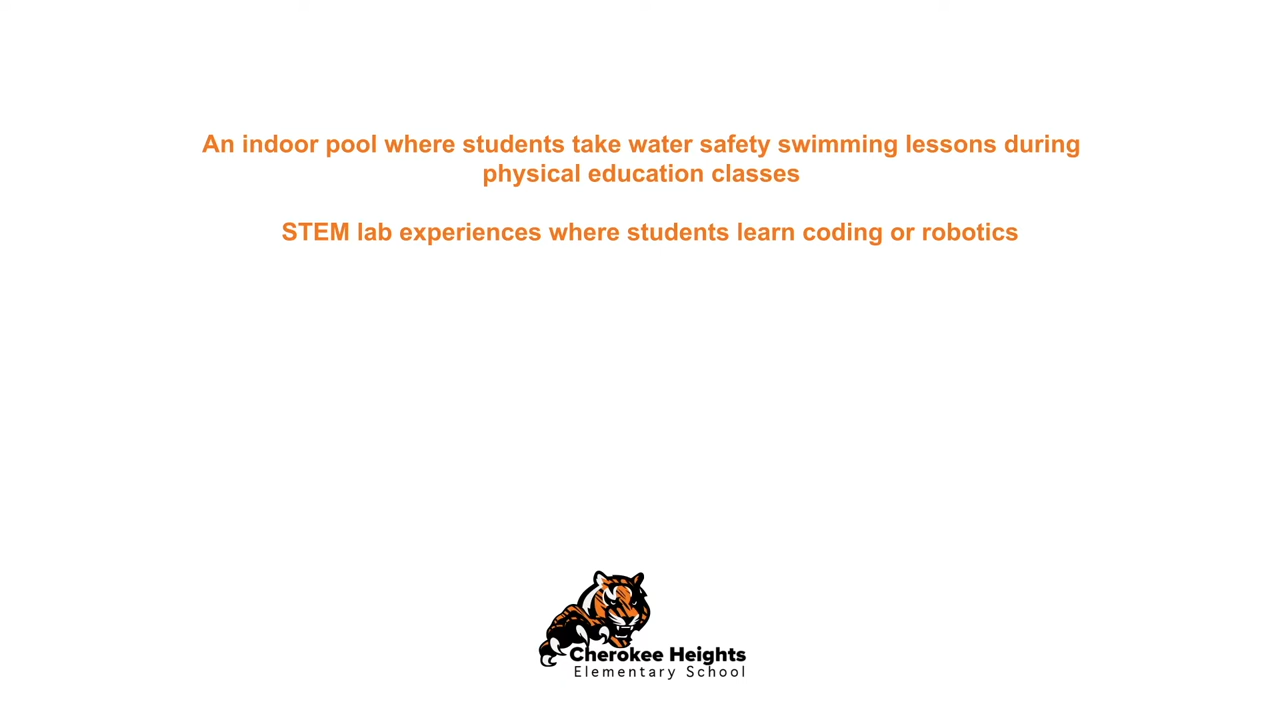 An indoor pool where students take water safety swimming lessons during
physical education classes
STEM lab experiences where students learn coding or robotics
Cherokee Heights
Elementary School